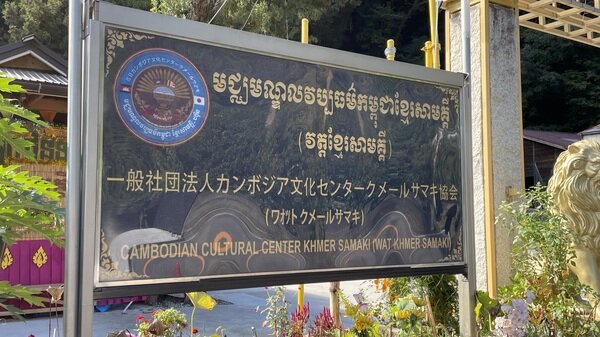 មជ្ឈមណ្ឌលវប្បធម៌កម្ពុជាខ្មែរសាមគ្គី
(វត្តខ្មែរសាមគ្គី)
一般社団法人カンボジア文化センタークメールサマキ協会
(ワオットクメールサマキ)
CAMBODIAN CULTURAL CENTER KHMER SAMAKI (WAT KHMER SAMAKI)